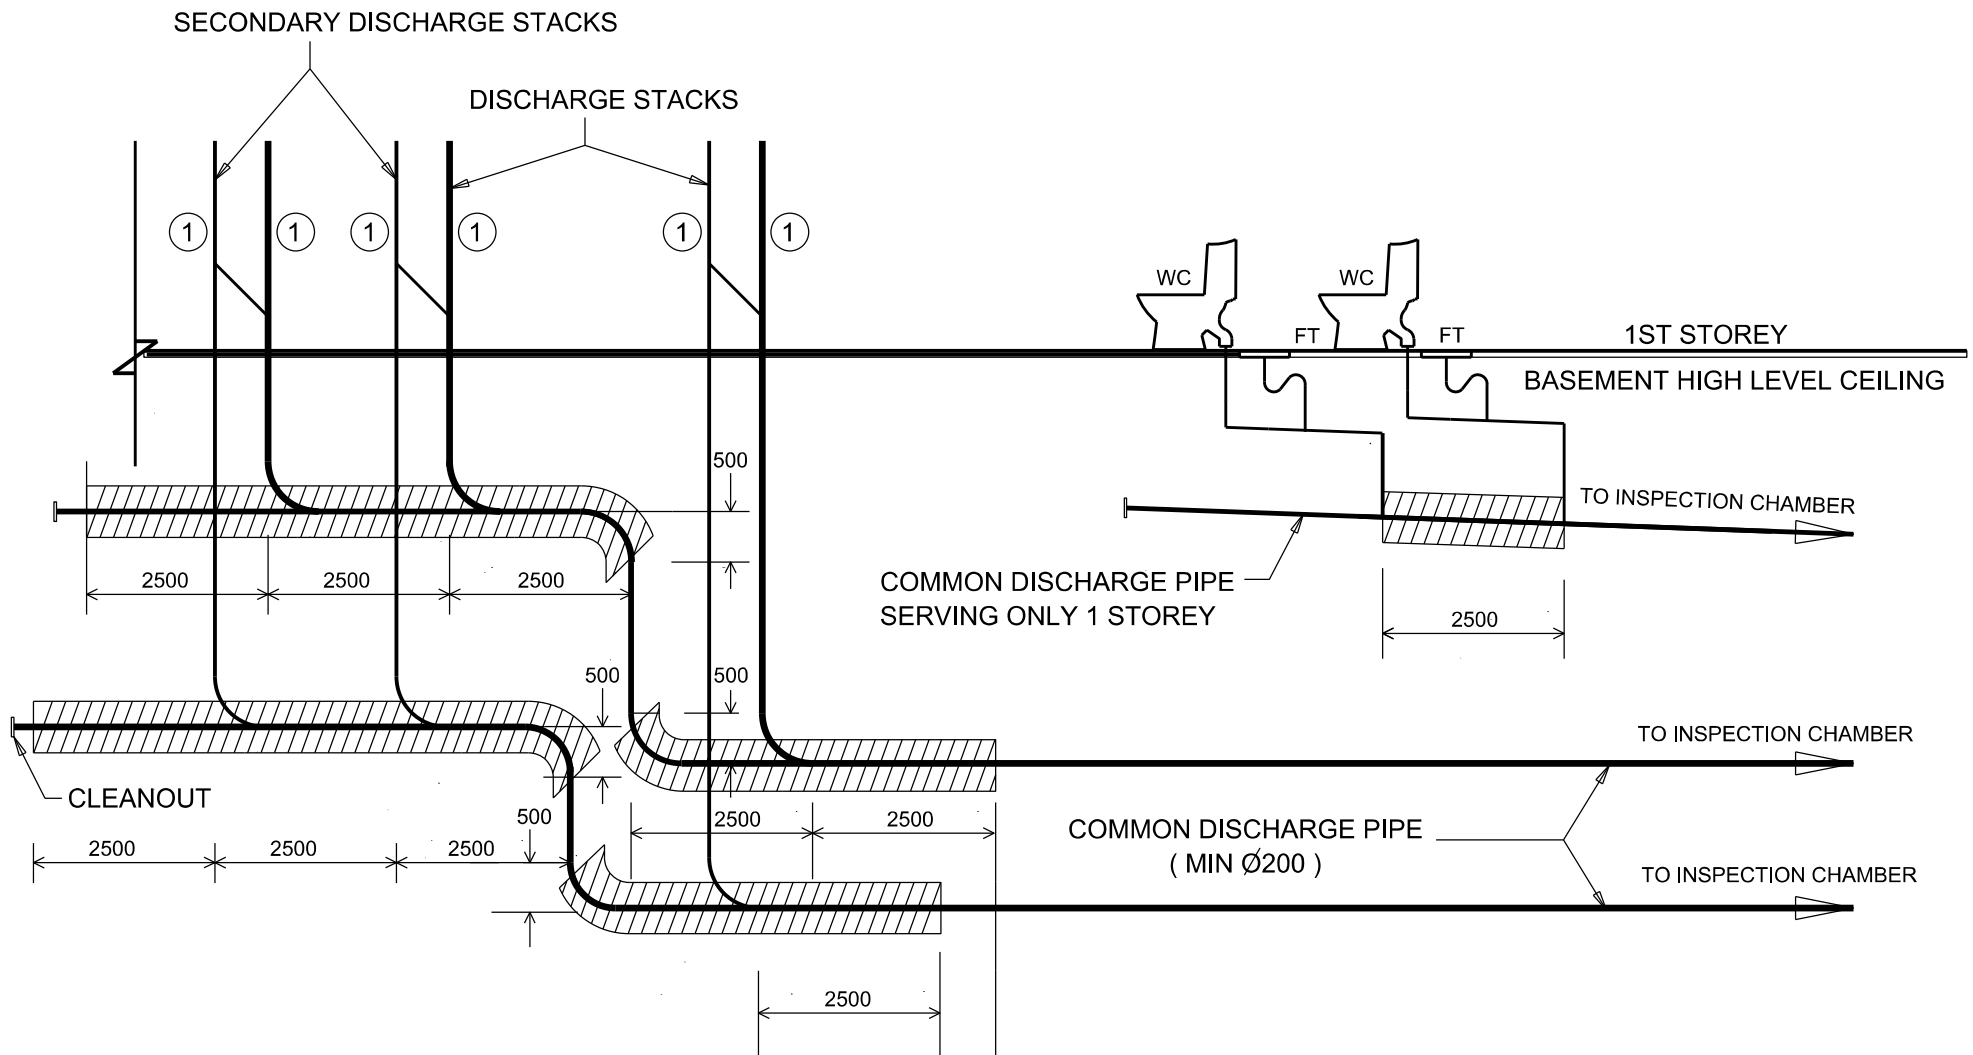 SECONDARY DISCHARGE STACKS
DISCHARGE STACKS
1 1 1 1 1 1
WC WC
FT FT
1ST STOREY
BASEMENT HIGH LEVEL CEILING
500
TO INSPECTION CHAMBER
2500 2500 2500
COMMON DISCHARGE PIPE
SERVING ONLY 1 STOREY
2500
500 500
TO INSPECTION CHAMBER
CLEANOUT
500
2500 2500
2500 2500 2500
COMMON DISCHARGE PIPE
( MIN Ø200 )
TO INSPECTION CHAMBER
2500